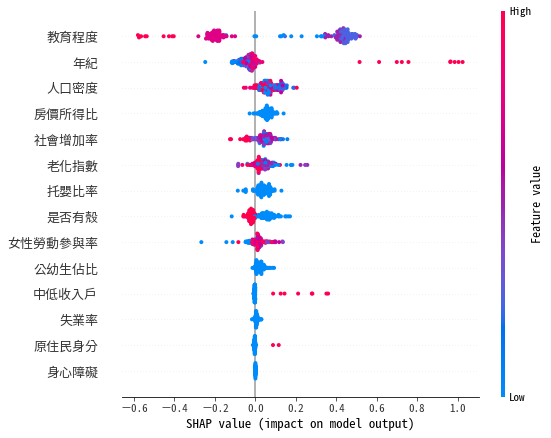 High
教育程度
年紀
人口密度
房價所得比
社會增加率
老化指數
托嬰比率
是否有殼
女性勞動參與率
公幼生佔比
中低收入戶
失業率
原住民身分
身心障礙
Low
Feature value
−0.6 −0.4 −0.2 0.0 0.2 0.4 0.6 0.8 1.0
SHAP value (impact on model output)